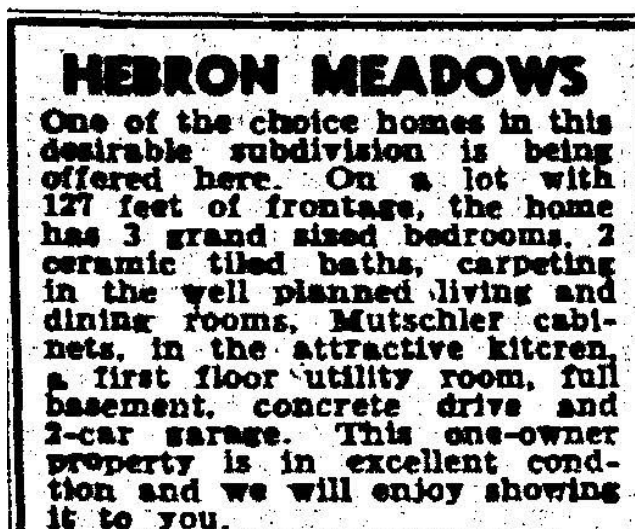 HEBRON MEADOWS
One of the choice homes in this
desirable subdivision is being
offered here. On a lot with
127 feet of frontage, the home
has 3 grand sized bedrooms, 2
ceramic tiled baths, carpeting
in the well planned living and
dining rooms, Mutschler cabi-
nets, in the attractive kitcren,
a first floor utility room, full
basement, concrete drive and
2-car garage. This one-owner
property is in excellent cond-
tion and we will enjoy showing
it to you.